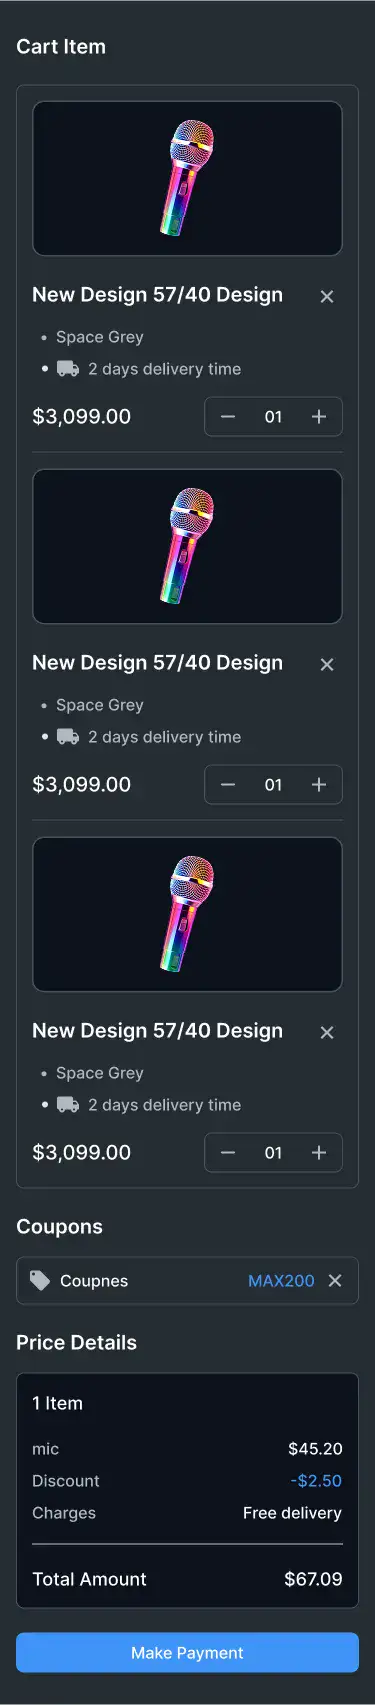 Cart Item
New Design 57/40 Design
• Space Grey
• 2 days delivery time
$3,099.00 01
New Design 57/40 Design
• Space Grey
• 2 days delivery time
$3,099.00 01
New Design 57/40 Design
• Space Grey
• 2 days delivery time
$3,099.00 01
Coupons
Coupnes MAX200
Price Details
1 Item
mic $45.20
Discount -$2.50
Charges Free delivery
Total Amount $67.09
Make Payment